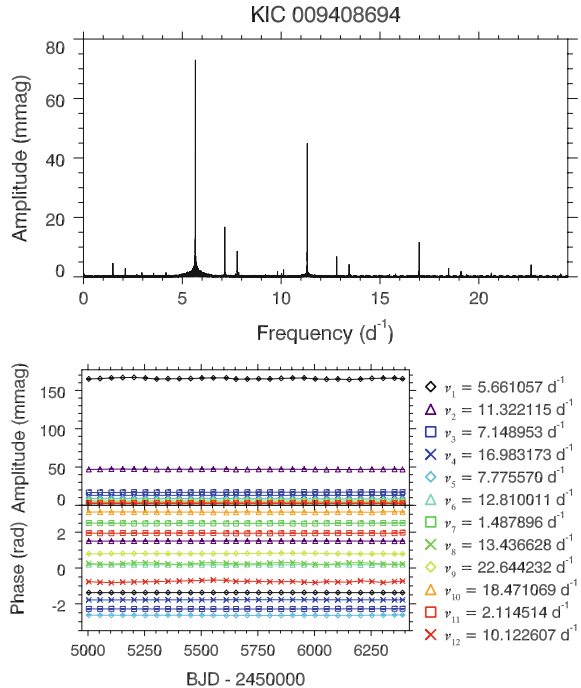 KIC 009408694
Amplitude (mmag)
80
60
40
20
0
0 5 10 15 20
Frequency (d⁻¹)
Amplitude (mmag)
150
100
50
0
Phase (rad)
2
0
-2
5000 5250 5500 5750 6000 6250
BJD - 2450000
ν₁ = 5.661057 d⁻¹
ν₂ = 11.322115 d⁻¹
ν₃ = 7.148953 d⁻¹
ν₄ = 16.983173 d⁻¹
ν₅ = 7.775570 d⁻¹
ν₆ = 12.810011 d⁻¹
ν₇ = 1.487896 d⁻¹
ν₈ = 13.436628 d⁻¹
ν₉ = 22.644232 d⁻¹
ν₁₀ = 18.471069 d⁻¹
ν₁₁ = 2.114514 d⁻¹
ν₁₂ = 10.122607 d⁻¹